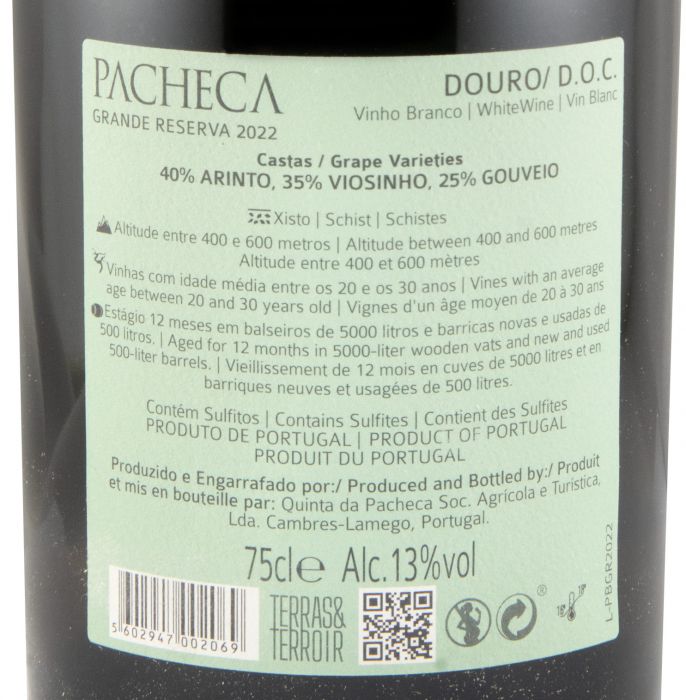 PACHECA
GRANDE RESERVA 2022
DOURO/ D.O.C.
Vinho Branco | WhiteWine | Vin Blanc
Castas / Grape Varieties
40% ARINTO, 35% VIOSINHO, 25% GOUVEIO
Xisto | Schist | Schistes
Altitude entre 400 e 600 metros | Altitude between 400 and 600 metres
Altitude entre 400 et 600 mètres
Vinhas com idade média entre os 20 e os 30 anos | Vines with an average
age between 20 and 30 years old | Vignes d'un âge moyen de 20 à 30 ans
Estágio 12 meses em balseiros de 5000 litros e barricas novas e usadas de
500 litros. | Aged for 12 months in 5000-liter wooden vats and new and used
500-liter barrels. | Vieillissement de 12 mois en cuves de 5000 litres et en
barriques neuves et usagées de 500 litres.
Contém Sulfitos | Contains Sulfites | Contient des Sulfites
PRODUTO DE PORTUGAL | PRODUCT OF PORTUGAL
PRODUIT DU PORTUGAL
Produzido e Engarrafado por:/ Produced and Bottled by:/ Produit
et mis en bouteille par: Quinta da Pacheca Soc. Agrícola e Turística,
Lda. Cambres-Lamego, Portugal.
75cl e Alc.13%vol
5 602947 002069
TERRAS&
TERROIR
®
L-PBGR2022